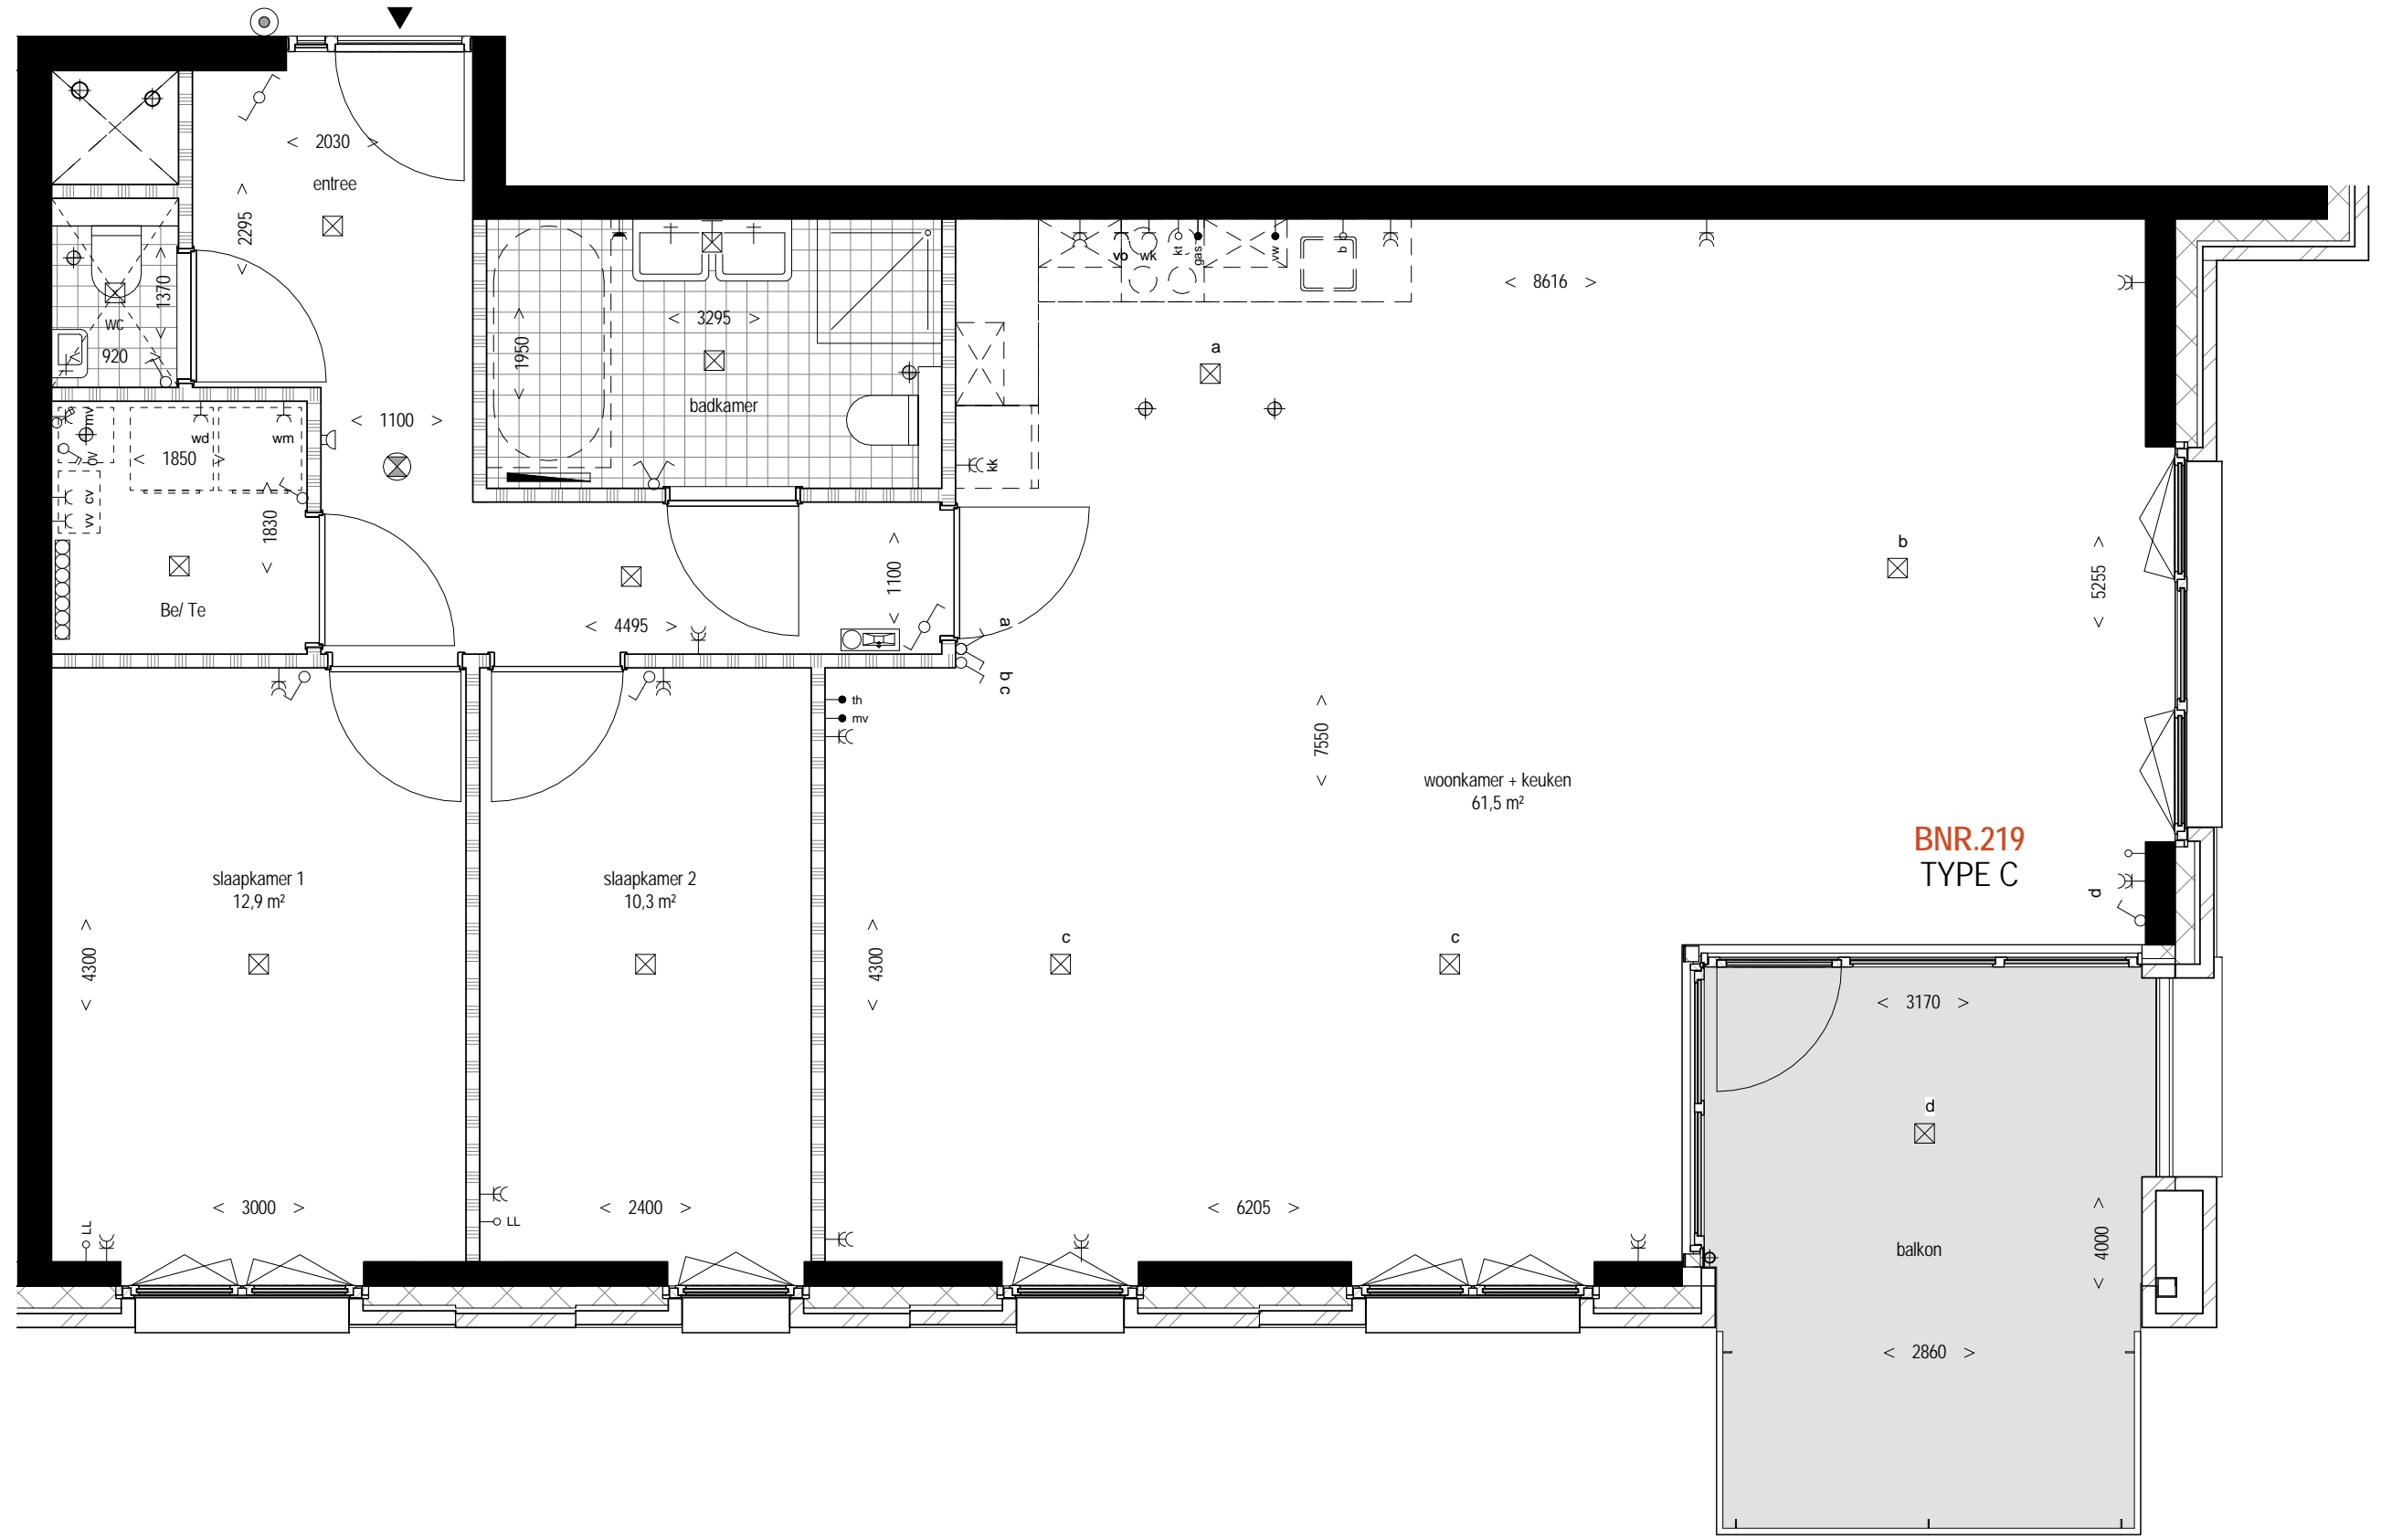 < 2030 >
entree
< 2295 >
< 1370 >
wc
920
< 1100 >
< 3295 >
< 1950 >
badkamer
vo
wk
kt
gas
vw
b
< 8616 >
a
kk
mv
ov
wd
wm
< 1850 >
cv
vv
< 1830 >
Be/ Te
< 4495 >
< 1100 >
a
b c
b
< 5255 >
th
mv
< 7550 >
woonkamer + keuken
61,5 m²
BNR.219
TYPE C
d
slaapkamer 1
12,9 m²
slaapkamer 2
10,3 m²
< 4300 >
< 4300 >
c
c
< 3170 >
d
< 3000 >
LL
< 2400 >
LL
< 6205 >
balkon
< 4000 >
< 2860 >